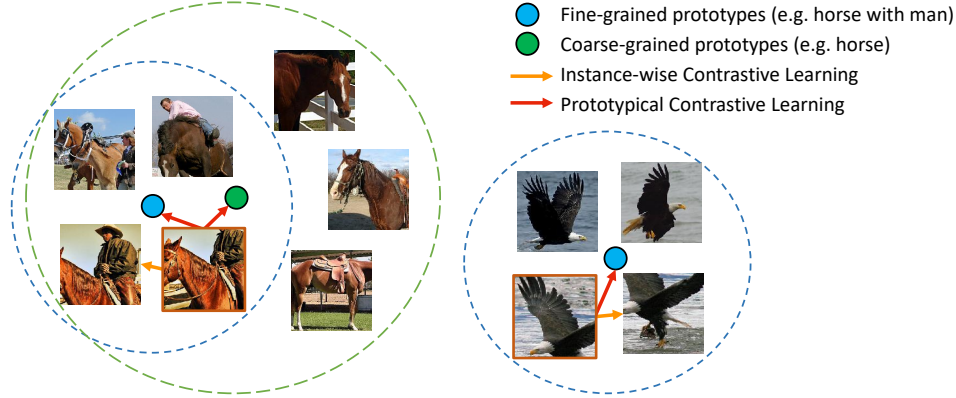 Fine-grained prototypes (e.g. horse with man)
Coarse-grained prototypes (e.g. horse)
Instance-wise Contrastive Learning
Prototypical Contrastive Learning